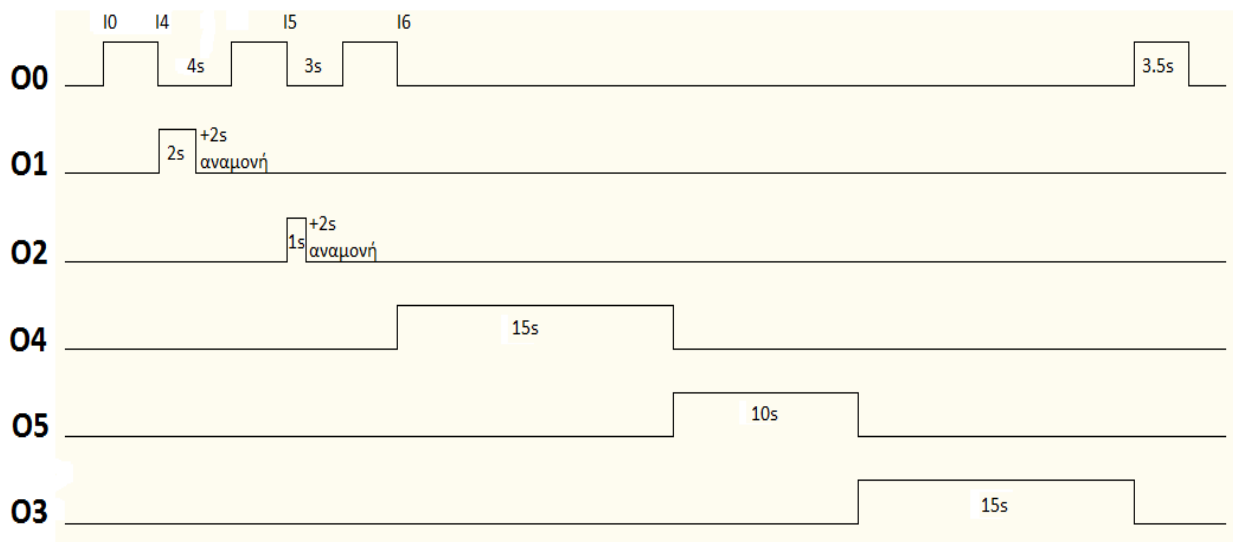 I0 I4 I5 I6
O0 4s 3s 3.5s
O1 2s +2s
αναμονή
O2 1s +2s
αναμονή
O4 15s
O5 10s
O3 15s